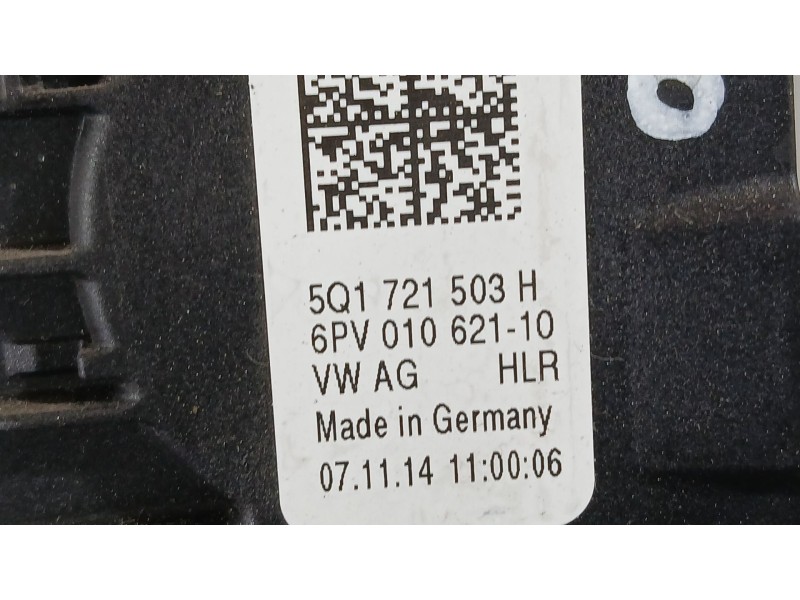 5Q1 721 503 H
6PV 010 621-10
VW AG HLR
Made in Germany
07.11.14 11:00:06